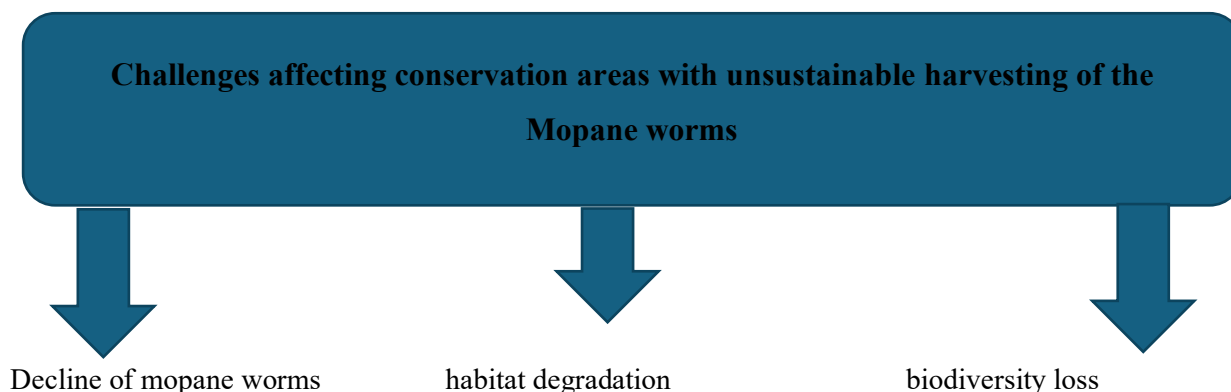 Challenges affecting conservation areas with unsustainable harvesting of the
Mopane worms
Decline of mopane worms habitat degradation biodiversity loss